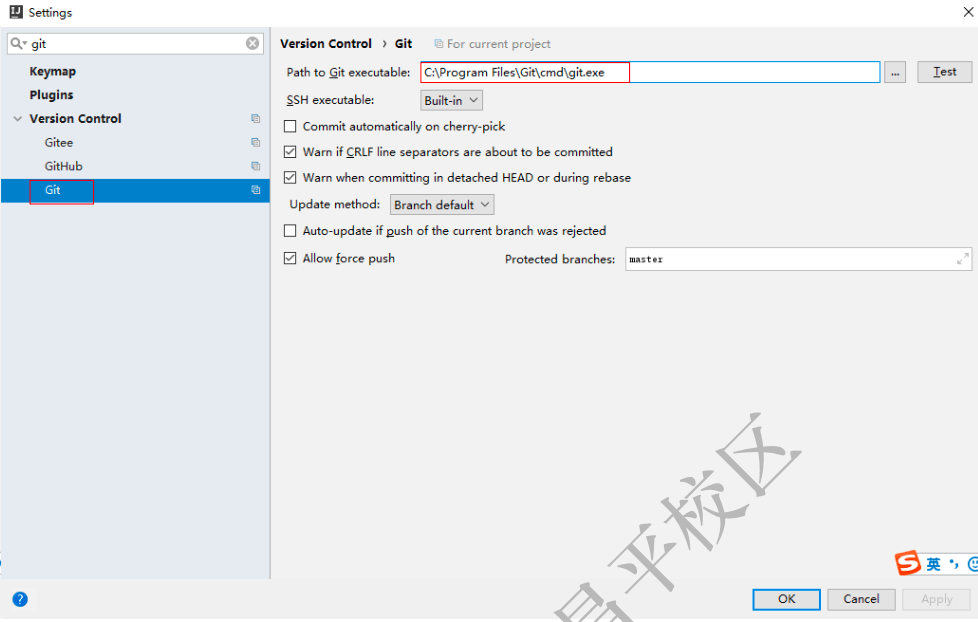 Settings
git
Keymap
Plugins
Version Control
Gitee
GitHub
Git
Version Control › Git For current project
Path to Git executable: C:\Program Files\Git\cmd\git.exe ... Test
SSH executable: Built-in
Commit automatically on cherry-pick
Warn if CRLF line separators are about to be committed
Warn when committing in detached HEAD or during rebase
Update method: Branch default
Auto-update if push of the current branch was rejected
Allow force push Protected branches: master
昌平校区
S 英
? OK Cancel Apply